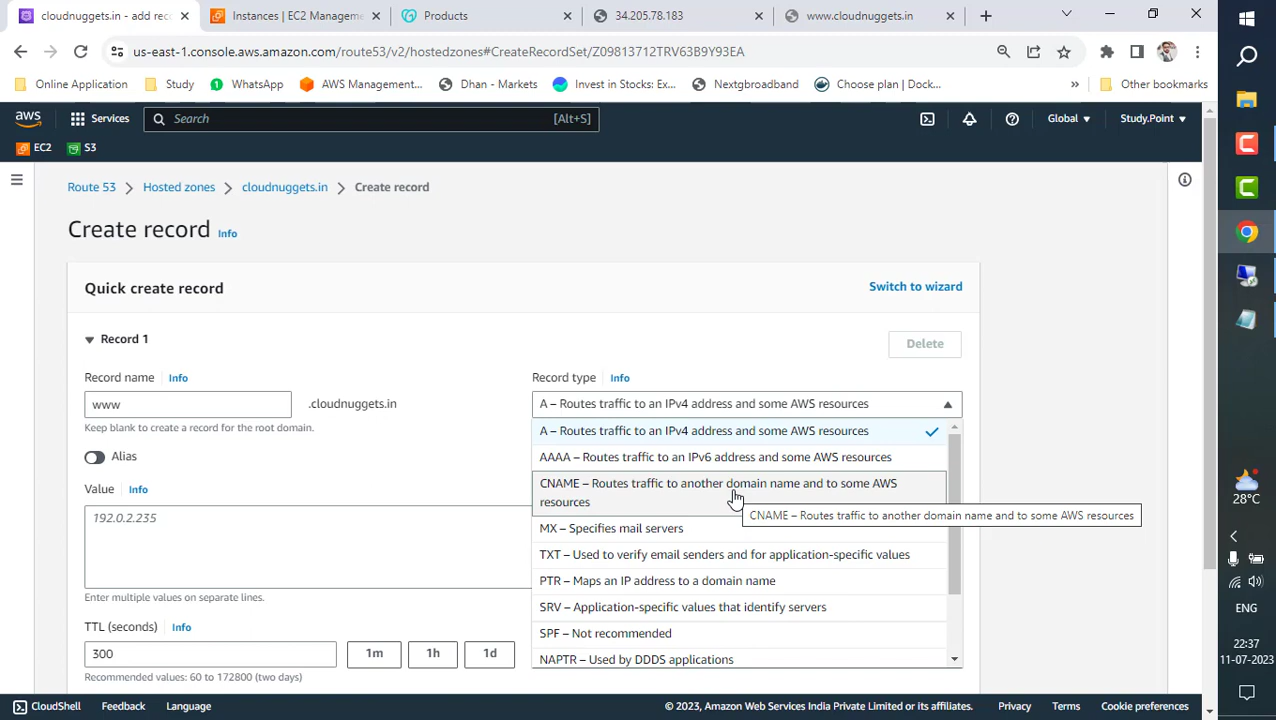 cloudnuggets.in - add reco
Instances | EC2 Manageme
Products
34.205.78.183
www.cloudnuggets.in
us-east-1.console.aws.amazon.com/route53/v2/hostedzones#CreateRecordSet/Z09813712TRV63B9Y93EA
Online Application
Study
WhatsApp
AWS Management...
Dhan - Markets
Invest in Stocks: Ex...
Nextgbroadband
Choose plan | Dock...
»
Other bookmarks
aws
Services
Search
[Alt+S]
Global
Study.Point
EC2
S3
Route 53
Hosted zones
cloudnuggets.in
Create record
Create record Info
Quick create record
Switch to wizard
Record 1
Delete
Record name Info
www
.cloudnuggets.in
Keep blank to create a record for the root domain.
Alias
Value Info
192.0.2.235
Enter multiple values on separate lines.
TTL (seconds) Info
300
1m
1h
1d
Recommended values: 60 to 172800 (two days)
Record type Info
A – Routes traffic to an IPv4 address and some AWS resources
A – Routes traffic to an IPv4 address and some AWS resources
AAAA – Routes traffic to an IPv6 address and some AWS resources
CNAME – Routes traffic to another domain name and to some AWS
resources
CNAME – Routes traffic to another domain name and to some AWS resources
MX – Specifies mail servers
TXT – Used to verify email senders and for application-specific values
PTR – Maps an IP address to a domain name
SRV – Application-specific values that identify servers
SPF – Not recommended
NAPTR – Used by DDDS applications
CloudShell
Feedback
Language
© 2023, Amazon Web Services India Private Limited or its affiliates.
Privacy
Terms
Cookie preferences
28°C
ENG
22:37
11-07-2023